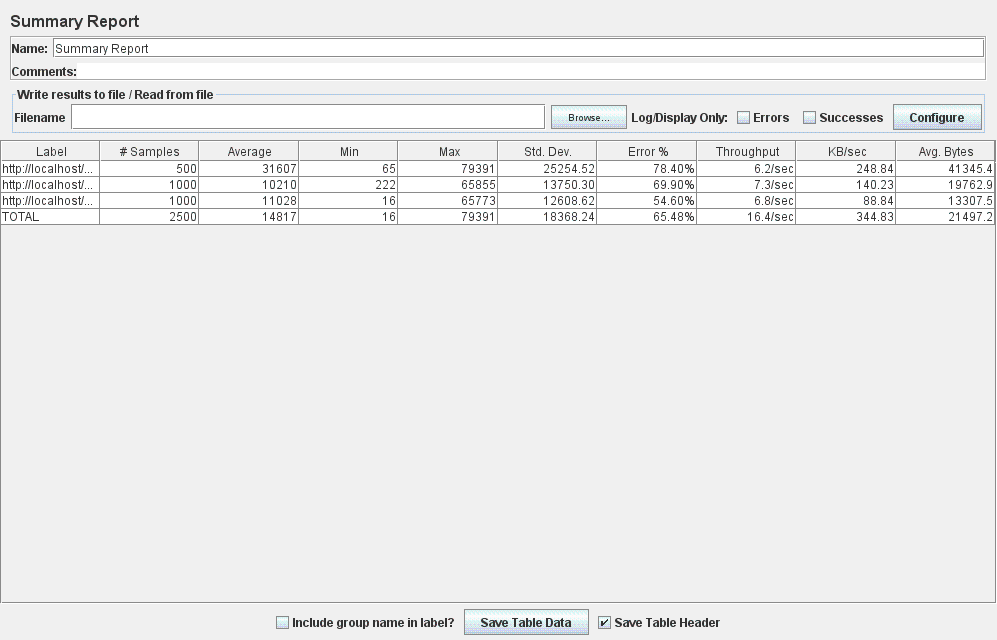 Summary Report
Name: Summary Report
Comments:
Write results to file / Read from file
Filename Browse... Log/Display Only: Errors Successes Configure
Label # Samples Average Min Max Std. Dev. Error % Throughput KB/sec Avg. Bytes
http://localhost/... 500 31607 65 79391 25254.52 78.40% 6.2/sec 248.84 41345.4
http://localhost/... 1000 10210 222 65855 13750.30 69.90% 7.3/sec 140.23 19762.9
http://localhost/... 1000 11028 16 65773 12608.62 54.60% 6.8/sec 88.84 13307.5
TOTAL 2500 14817 16 79391 18368.24 65.48% 16.4/sec 344.83 21497.2
Include group name in label? Save Table Data Save Table Header